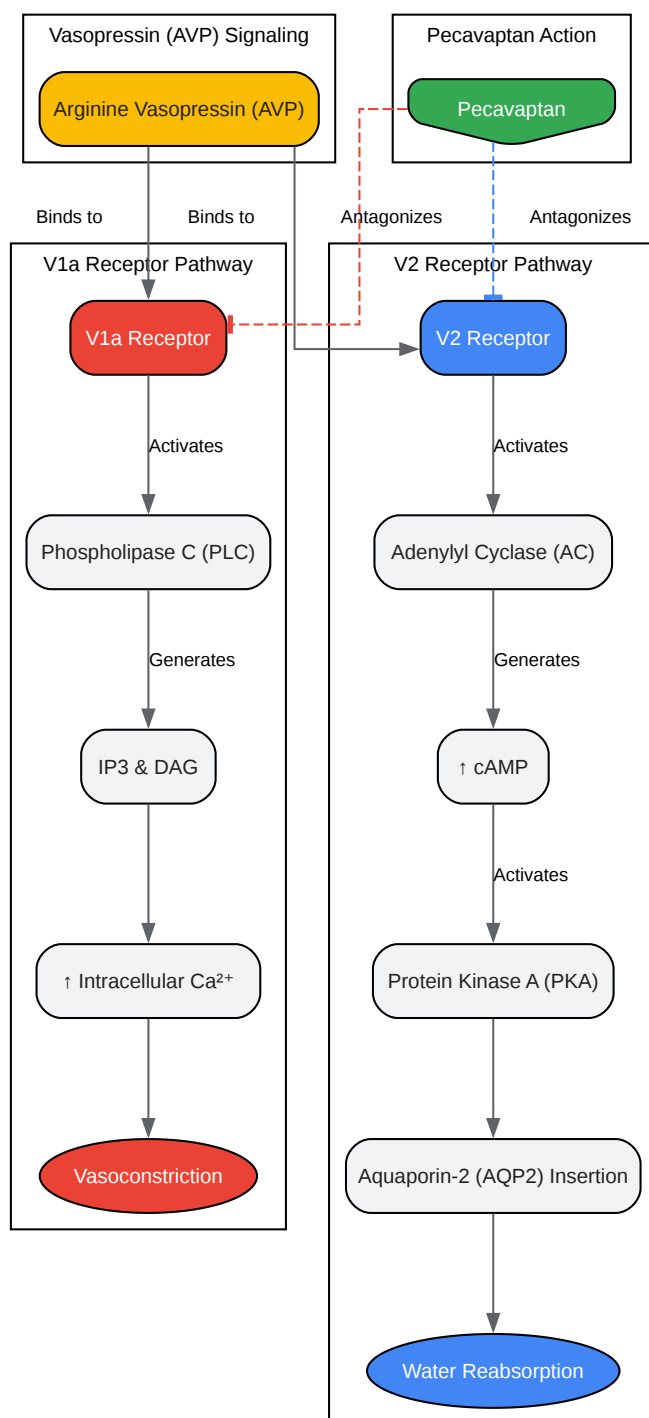 Vasopressin (AVP) Signaling
Pecavaptan Action
Arginine Vasopressin (AVP)
Pecavaptan
Binds to
Binds to
Antagonizes
Antagonizes
V1a Receptor Pathway
V2 Receptor Pathway
V1a Receptor
V2 Receptor
Activates
Activates
Phospholipase C (PLC)
Adenylyl Cyclase (AC)
Generates
Generates
IP3 & DAG
↑ cAMP
Activates
↑ Intracellular Ca²⁺
Protein Kinase A (PKA)
Vasoconstriction
Aquaporin-2 (AQP2) Insertion
Water Reabsorption